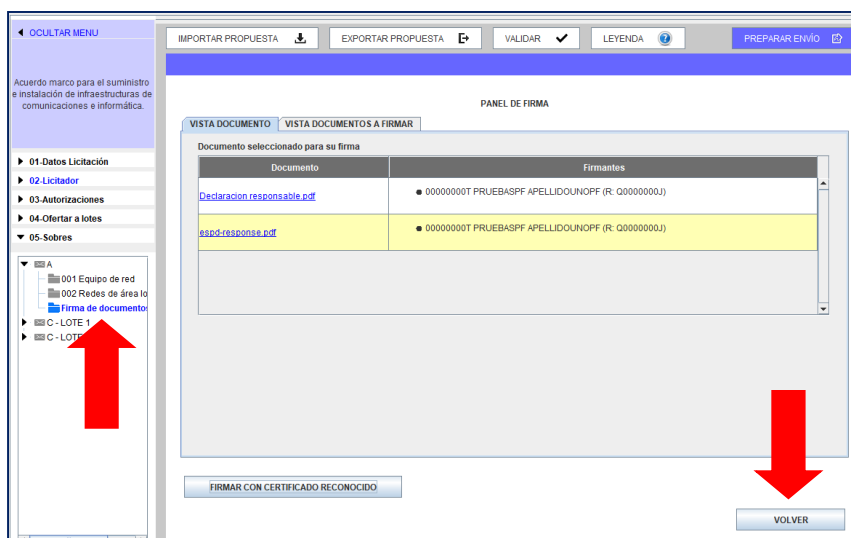 OCULTAR MENU
Acuerdo marco para el suministro
e instalación de infraestructuras de
comunicaciones e informática.
01-Datos Licitación
02-Licitador
03-Autorizaciones
04-Ofertar a lotes
05-Sobres
A
001 Equipo de red
002 Redes de área lo
Firma de documentos
C - LOTE 1
C - LOTE
IMPORTAR PROPUESTA
EXPORTAR PROPUESTA
VALIDAR
LEYENDA
PREPARAR ENVÍO
PANEL DE FIRMA
VISTA DOCUMENTO
VISTA DOCUMENTOS A FIRMAR
Documento seleccionado para su firma
Documento Firmantes
Declaracion responsable.pdf 00000000T PRUEBASPF APELLIDOUNOPF (R: Q0000000J)
espd-response.pdf 00000000T PRUEBASPF APELLIDOUNOPF (R: Q0000000J)
FIRMAR CON CERTIFICADO RECONOCIDO
VOLVER